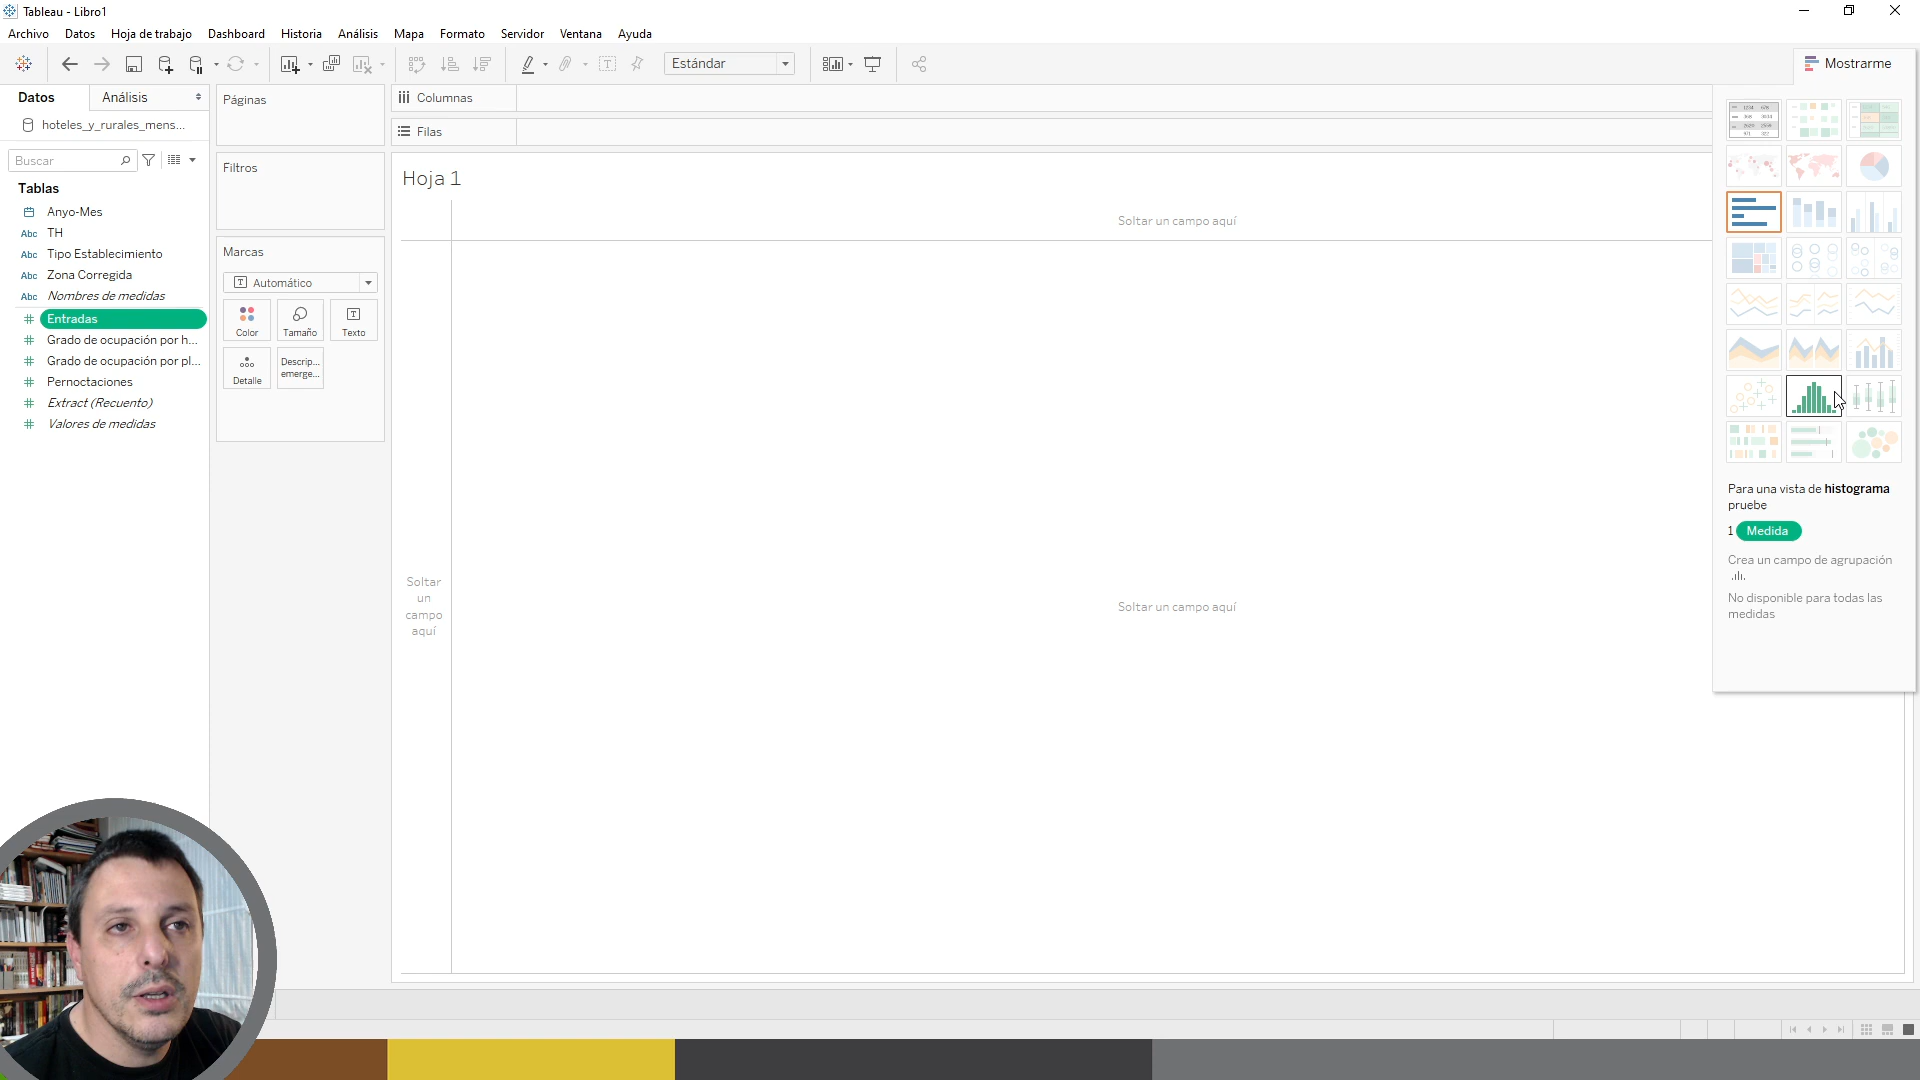 Tableau - Libro1
Archivo Datos Hoja de trabajo Dashboard Historia Análisis Mapa Formato Servidor Ventana Ayuda
Estándar
Mostrarme
Datos Análisis
hoteles_y_rurales_mens...
Buscar
Tablas
Anyo-Mes
Abc TH
Abc Tipo Establecimiento
Abc Zona Corregida
Abc Nombres de medidas
# Entradas
# Grado de ocupación por h...
# Grado de ocupación por pl...
# Pernoctaciones
# Extract (Recuento)
# Valores de medidas
Páginas
Filtros
Marcas
Automático
Color Tamaño Texto
Detalle
Descrip...
emerge...
Columnas
Filas
Hoja 1
Soltar un campo aquí
Soltar
un
campo
aquí
Soltar un campo aquí
Para una vista de histograma
pruebe
1 Medida
Crea un campo de agrupación
No disponible para todas las
medidas